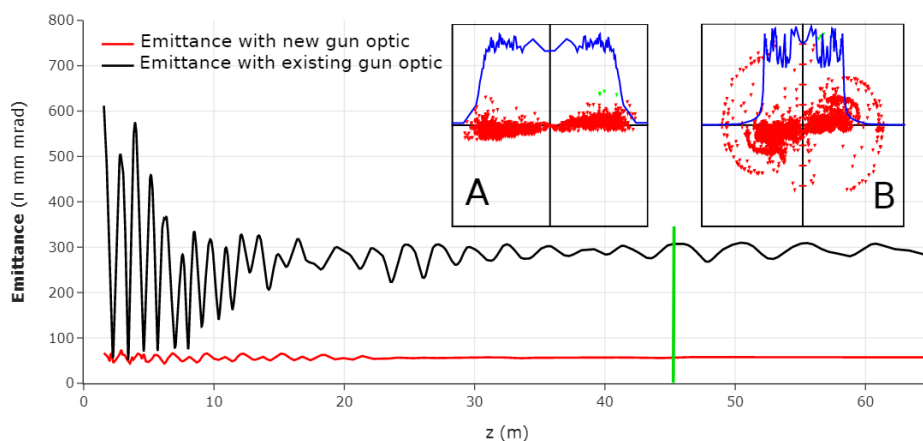 800
Emittance with new gun optic
Emittance with existing gun optic
700
600
500
400
300
200
100
0
Emittance (n mm mrad)
A
B
0
10
20
30
40
50
60
z (m)